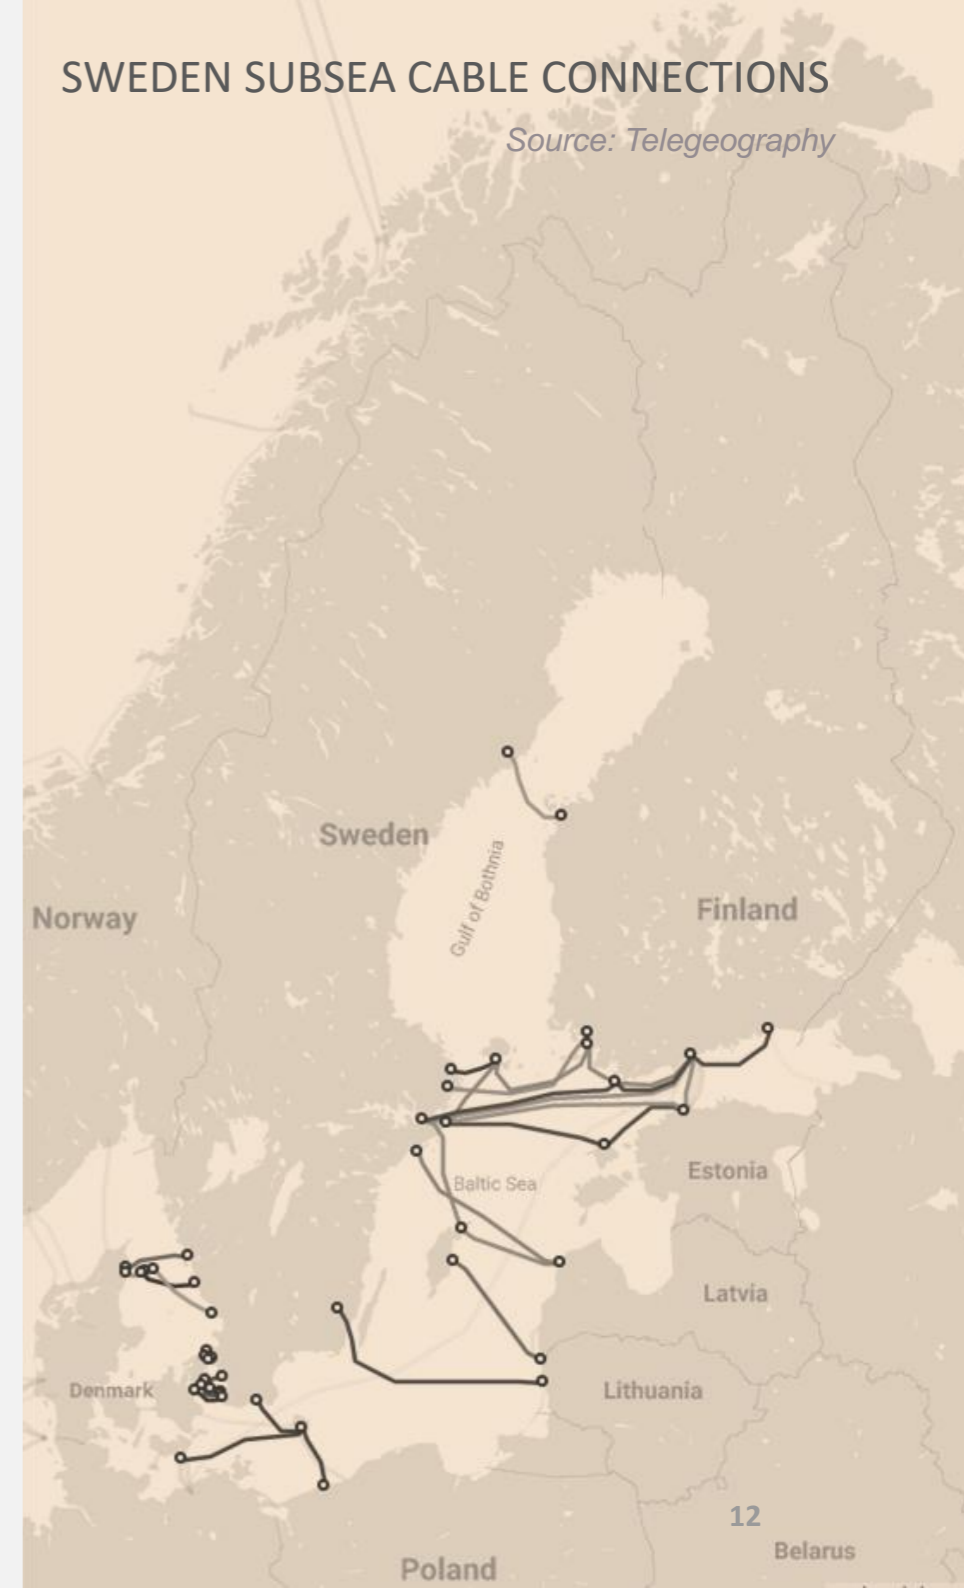 SWEDEN SUBSEA CABLE CONNECTIONS
Source: Telegeography
Sweden
Gulf of Bothnia
Norway
Finland
Estonia
Baltic Sea
Latvia
Denmark
Lithuania
12
Belarus
Poland